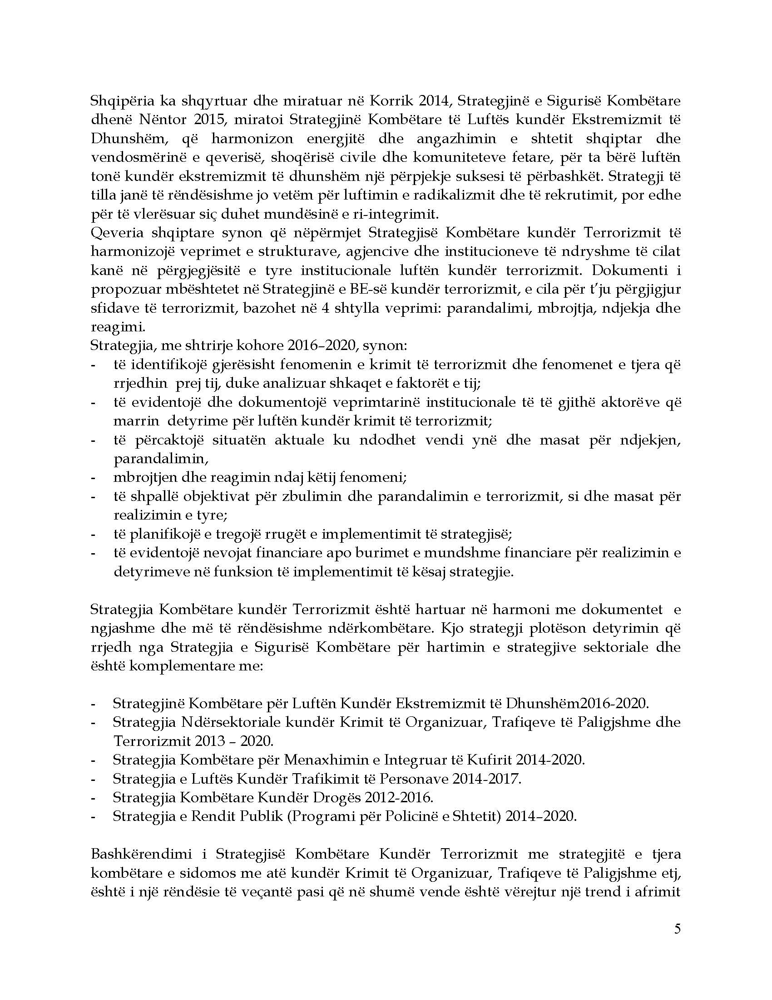 Shqipëria ka shqyrtuar dhe miratuar në Korrik 2014, Strategjinë e Sigurisë Kombëtare
dhenë Nëntor 2015, miratoi Strategjinë Kombëtare të Luftës kundër Ekstremizmit të
Dhunshëm, që harmonizon energjitë dhe angazhimin e shtetit shqiptar dhe
vendosmërinë e qeverisë, shoqërisë civile dhe komuniteteve fetare, për ta bërë luftën
tonë kundër ekstremizmit të dhunshëm një përpjekje suksesi të përbashkët. Strategji të
tilla janë të rëndësishme jo vetëm për luftimin e radikalizmit dhe të rekrutimit, por edhe
për të vlerësuar siç duhet mundësinë e ri-integrimit.
Qeveria shqiptare synon që nëpërmjet Strategjisë Kombëtare kundër Terrorizmit të
harmonizojë veprimet e strukturave, agjencive dhe institucioneve të ndryshme të cilat
kanë në përgjegjësitë e tyre institucionale luftën kundër terrorizmit. Dokumenti i
propozuar mbështetet në Strategjinë e BE-së kundër terrorizmit, e cila për t’ju përgjigjur
sfidave të terrorizmit, bazohet në 4 shtylla veprimi: parandalimi, mbrojtja, ndjekja dhe
reagimi.
Strategjia, me shtrirje kohore 2016–2020, synon:
- të identifikojë gjerësisht fenomenin e krimit të terrorizmit dhe fenomenet e tjera që
rrjedhin  prej tij, duke analizuar shkaqet e faktorët e tij;
- të evidentojë dhe dokumentojë veprimtarinë institucionale të të gjithë aktorëve që
marrin  detyrime për luftën kundër krimit të terrorizmit;
- të përcaktojë situatën aktuale ku ndodhet vendi ynë dhe masat për ndjekjen,
parandalimin,
- mbrojtjen dhe reagimin ndaj këtij fenomeni;
- të shpallë objektivat për zbulimin dhe parandalimin e terrorizmit, si dhe masat për
realizimin e tyre;
- të planifikojë e tregojë rrugët e implementimit të strategjisë;
- të evidentojë nevojat financiare apo burimet e mundshme financiare për realizimin e
detyrimeve në funksion të implementimit të kësaj strategjie.
Strategjia Kombëtare kundër Terrorizmit është hartuar në harmoni me dokumentet  e
ngjashme dhe më të rëndësishme ndërkombëtare. Kjo strategji plotëson detyrimin që
rrjedh nga Strategjia e Sigurisë Kombëtare për hartimin e strategjive sektoriale dhe
është komplementare me:
- Strategjinë Kombëtare për Luftën Kundër Ekstremizmit të Dhunshëm2016-2020.
- Strategjia Ndërsektoriale kundër Krimit të Organizuar, Trafiqeve të Paligjshme dhe
Terrorizmit 2013 – 2020.
- Strategjia Kombëtare për Menaxhimin e Integruar të Kufirit 2014-2020.
- Strategjia e Luftës Kundër Trafikimit të Personave 2014-2017.
- Strategjia Kombëtare Kundër Drogës 2012-2016.
- Strategjia e Rendit Publik (Programi për Policinë e Shtetit) 2014–2020.
Bashkërendimi i Strategjisë Kombëtare Kundër Terrorizmit me strategjitë e tjera
kombëtare e sidomos me atë kundër Krimit të Organizuar, Trafiqeve të Paligjshme etj,
është i një rëndësie të veçantë pasi që në shumë vende është vërejtur një trend i afrimit
5